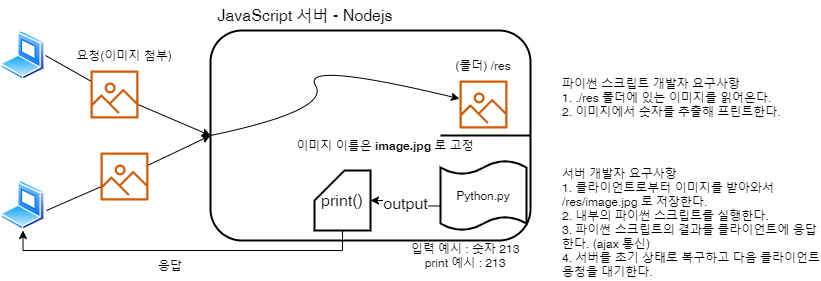 JavaScript 서버 - Nodejs
요청(이미지 첨부)
(폴더) /res
이미지 이름은 image.jpg 로 고정
print()
output
Python.py
입력 예시 : 숫자 213
print 예시 : 213
응답
파이썬 스크립트 개발자 요구사항
1. ./res 폴더에 있는 이미지를 읽어온다.
2. 이미지에서 숫자를 추출해 프린트한다.
서버 개발자 요구사항
1. 클라이언트로부터 이미지를 받아와서
/res/image.jpg 로 저장한다.
2. 내부의 파이썬 스크립트를 실행한다.
3. 파이썬 스크립트의 결과를 클라이언트에 응답
한다. (ajax 통신)
4. 서버를 초기 상태로 복구하고 다음 클라이언트
요청을 대기한다.